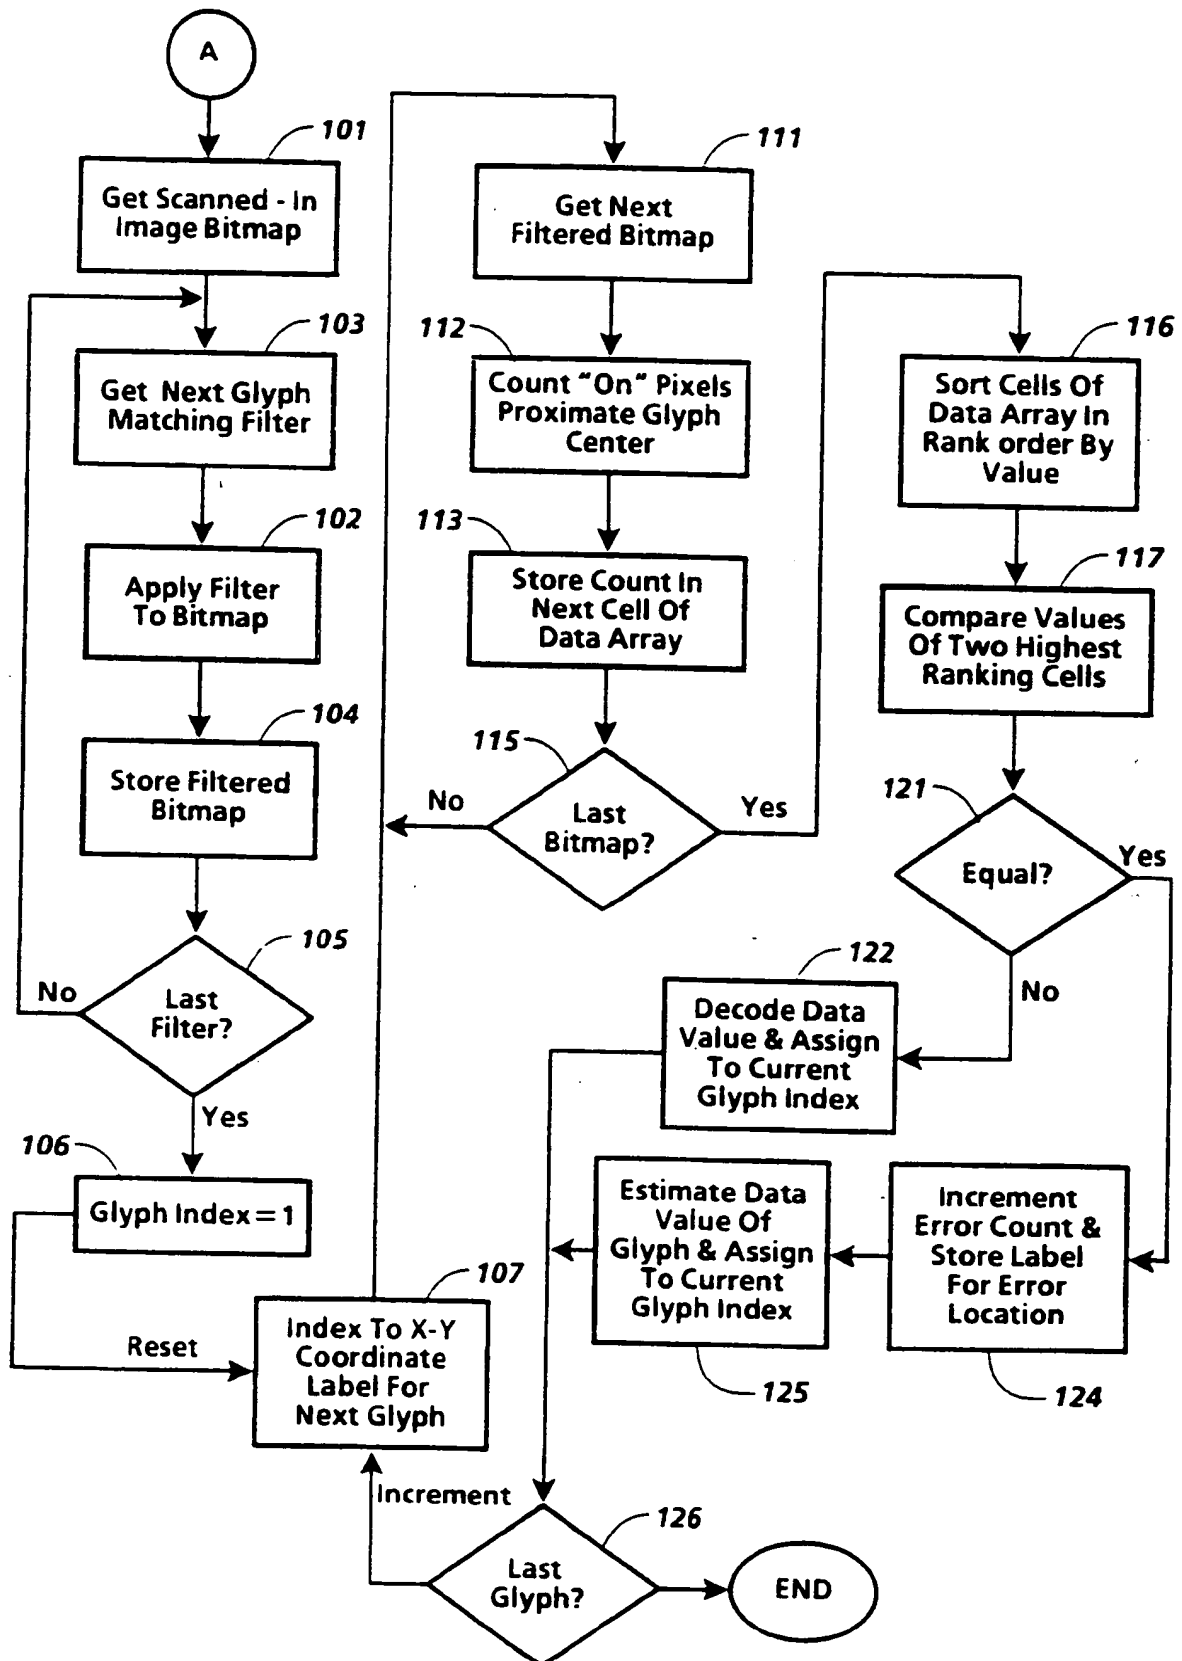 A
101
Get Scanned - In
Image Bitmap
103
Get Next Glyph
Matching Filter
102
Apply Filter
To Bitmap
104
Store Filtered
Bitmap
105
Last
Filter?
No
Yes
106
Glyph Index = 1
Reset
107
Index To X-Y
Coordinate
Label For
Next Glyph
Increment
111
Get Next
Filtered Bitmap
112
Count "On" Pixels
Proximate Glyph
Center
113
Store Count In
Next Cell Of
Data Array
115
Last
Bitmap?
No
Yes
116
Sort Cells Of
Data Array In
Rank order By
Value
117
Compare Values
Of Two Highest
Ranking Cells
121
Equal?
Yes
No
122
Decode Data
Value & Assign
To Current
Glyph Index
Increment
Error Count &
Store Label
For Error
Location
124
Estimate Data
Value Of
Glyph & Assign
To Current
Glyph Index
125
126
Last
Glyph?
END